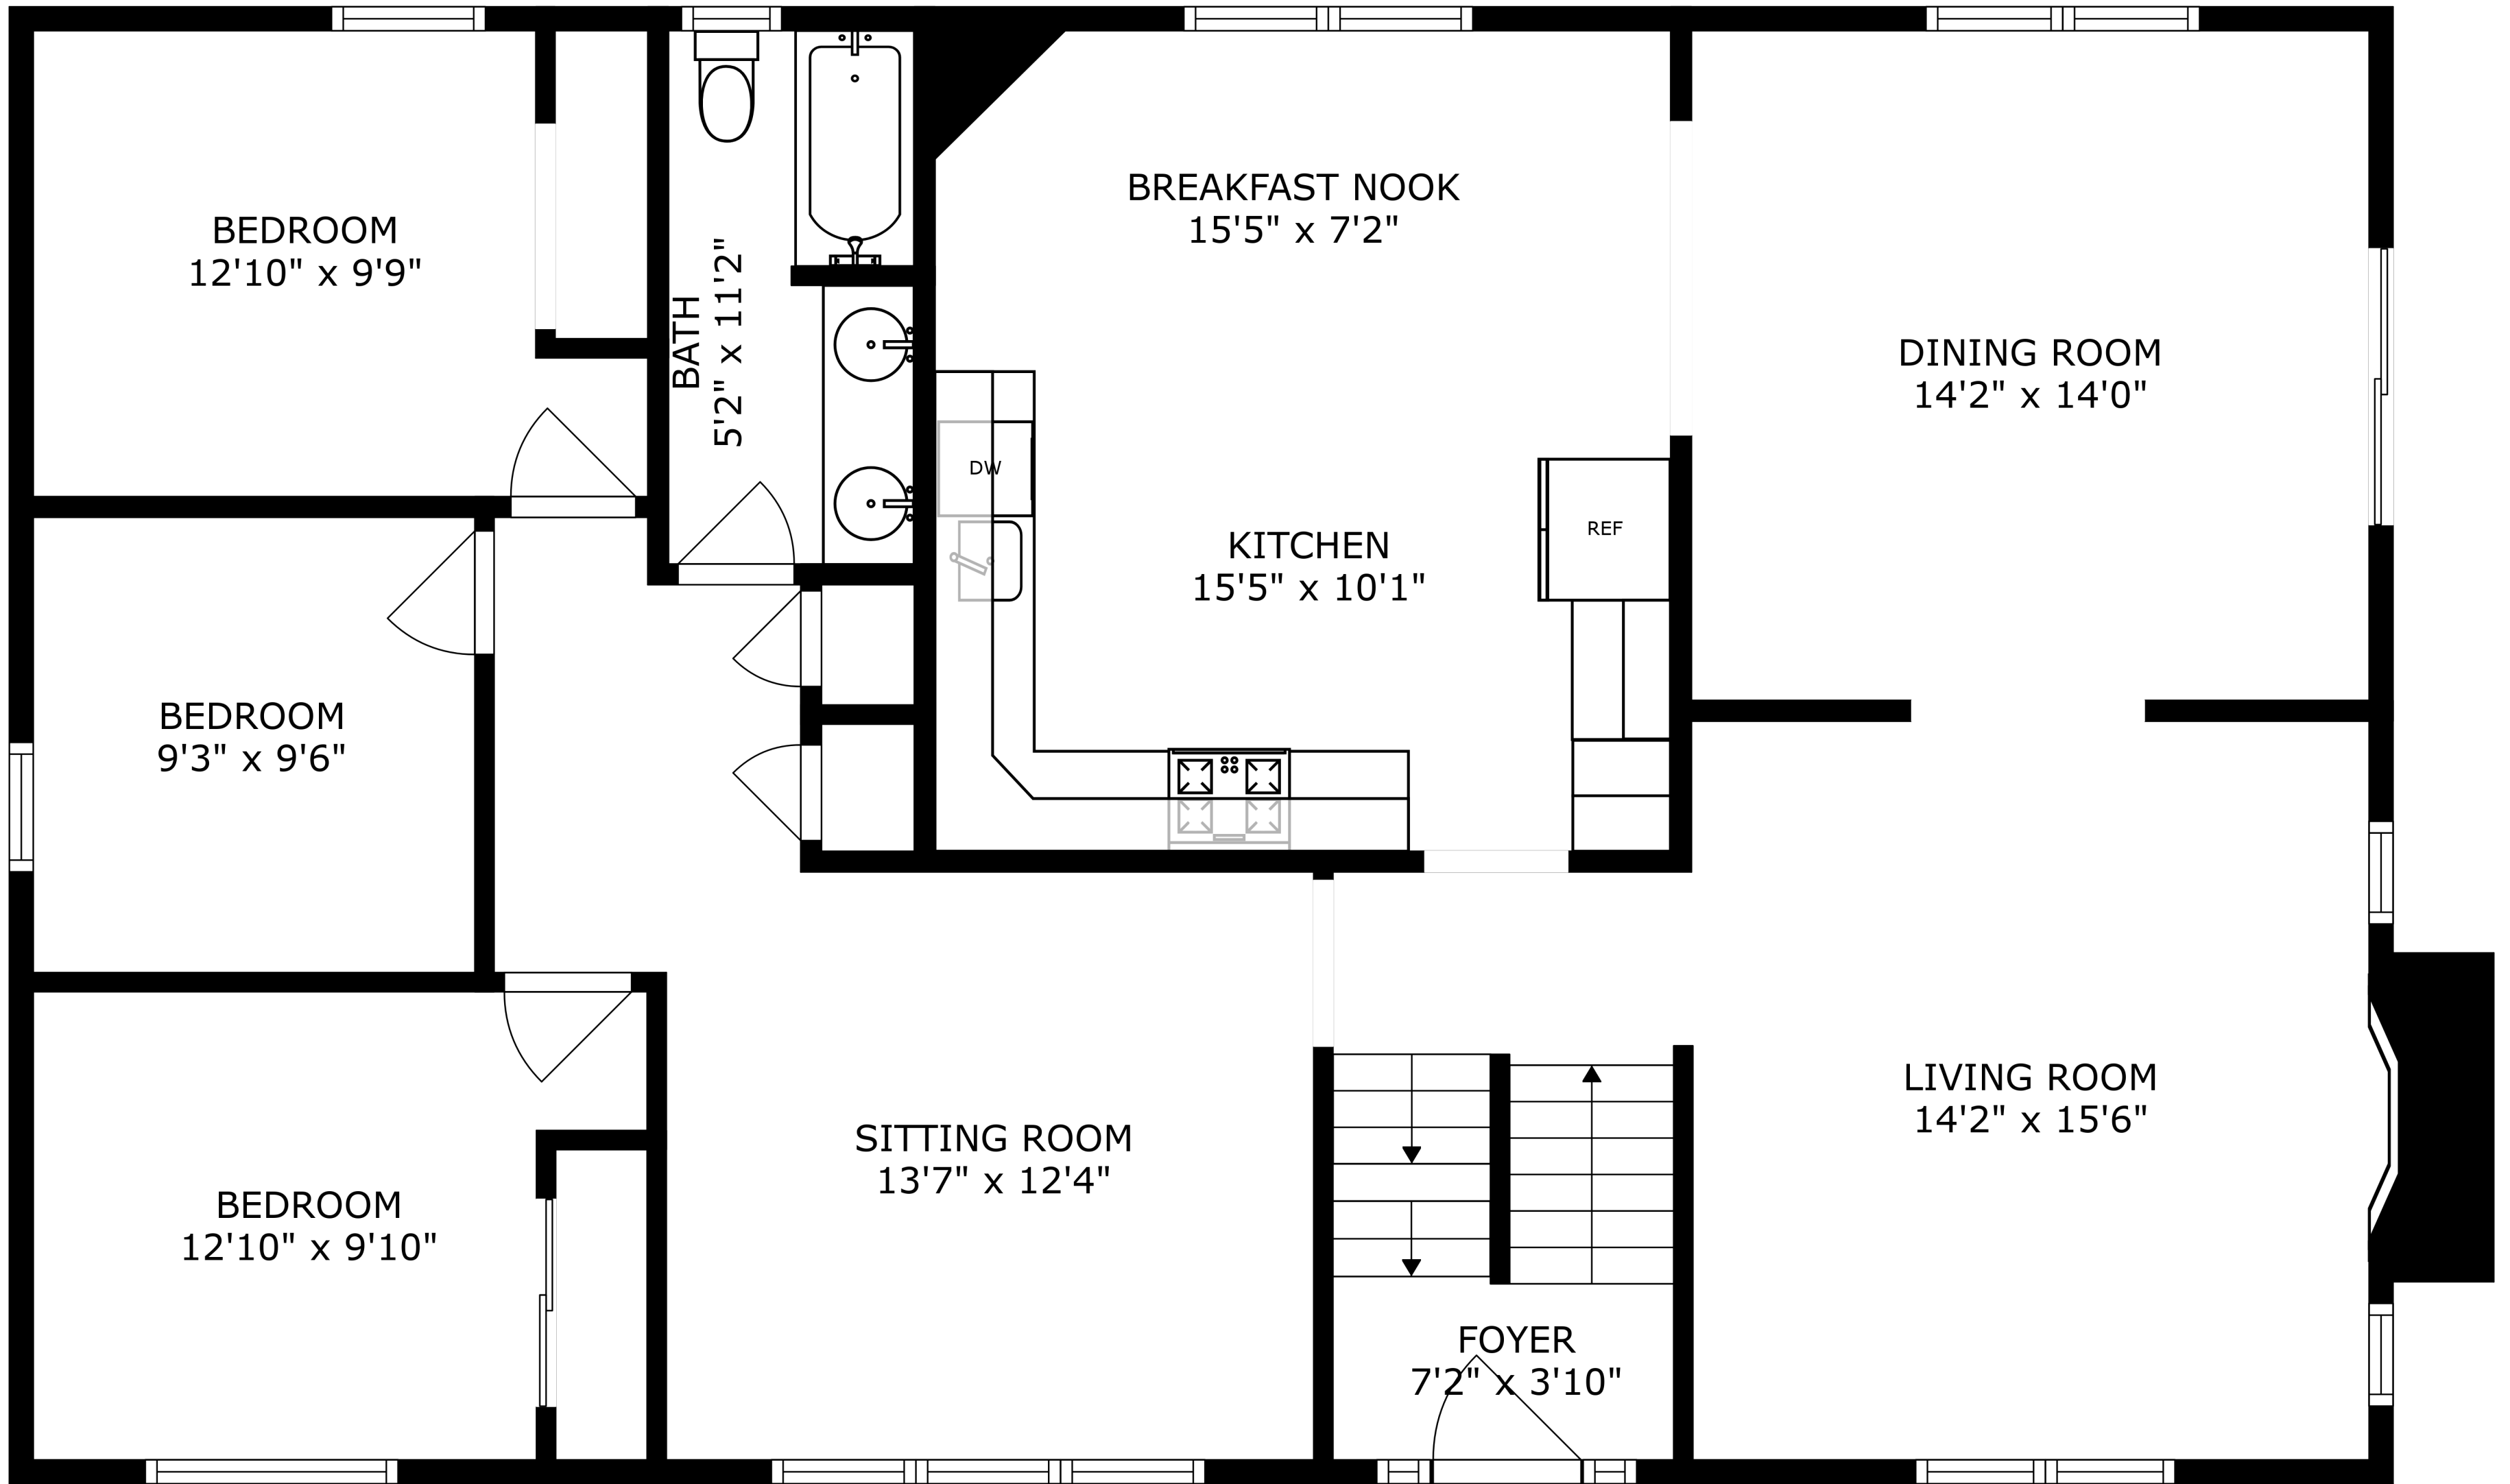 BEDROOM
12'10" x 9'9"
BATH
5'2" x 11'2"
BREAKFAST NOOK
15'5" x 7'2"
DINING ROOM
14'2" x 14'0"
DW
KITCHEN
15'5" x 10'1"
REF
BEDROOM
9'3" x 9'6"
LIVING ROOM
14'2" x 15'6"
SITTING ROOM
13'7" x 12'4"
BEDROOM
12'10" x 9'10"
FOYER
7'2" x 3'10"